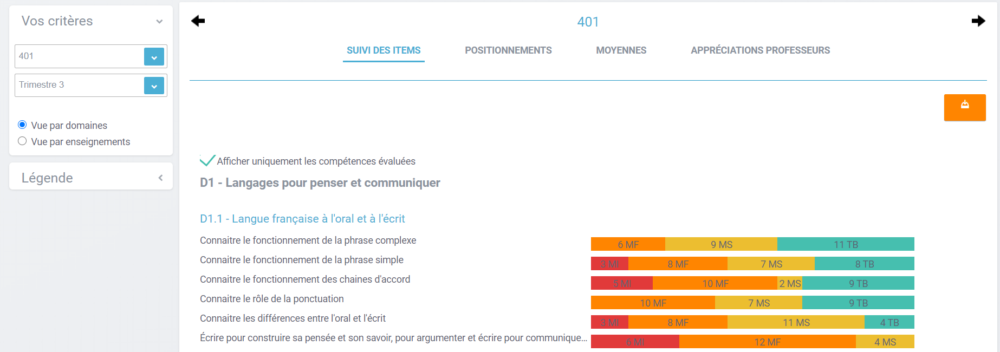 Vos critères
401
Trimestre 3
Vue par domaines
Vue par enseignements
Légende
401
SUIVI DES ITEMS POSITIONNEMENTS MOYENNES APPRÉCIATIONS PROFESSEURS
Afficher uniquement les compétences évaluées
D1 - Langages pour penser et communiquer
D1.1 - Langue française à l'oral et à l'écrit
Connaitre le fonctionnement de la phrase complexe 6 MF 9 MS 11 TB
Connaitre le fonctionnement de la phrase simple 3 MI 8 MF 7 MS 8 TB
Connaitre le fonctionnement des chaines d'accord 5 MI 10 MF 2 MS 9 TB
Connaitre le rôle de la ponctuation 10 MF 7 MS 9 TB
Connaitre les différences entre l'oral et l'écrit 3 MI 8 MF 11 MS 4 TB
Écrire pour construire sa pensée et son savoir, pour argumenter et écrire pour communique... 6 MI 12 MF 4 MS